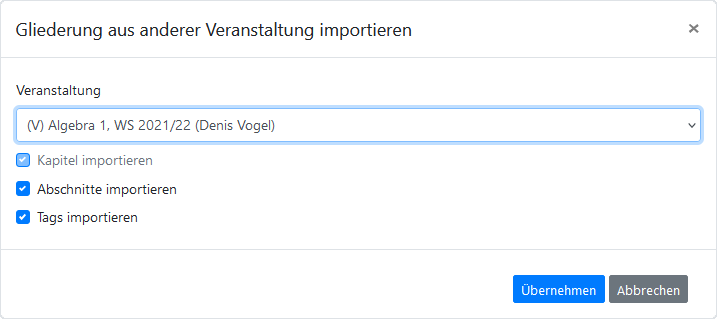 Gliederung aus anderer Veranstaltung importieren ×
Veranstaltung
(V) Algebra 1, WS 2021/22 (Denis Vogel)
Kapitel importieren
Abschnitte importieren
Tags importieren
Übernehmen Abbrechen